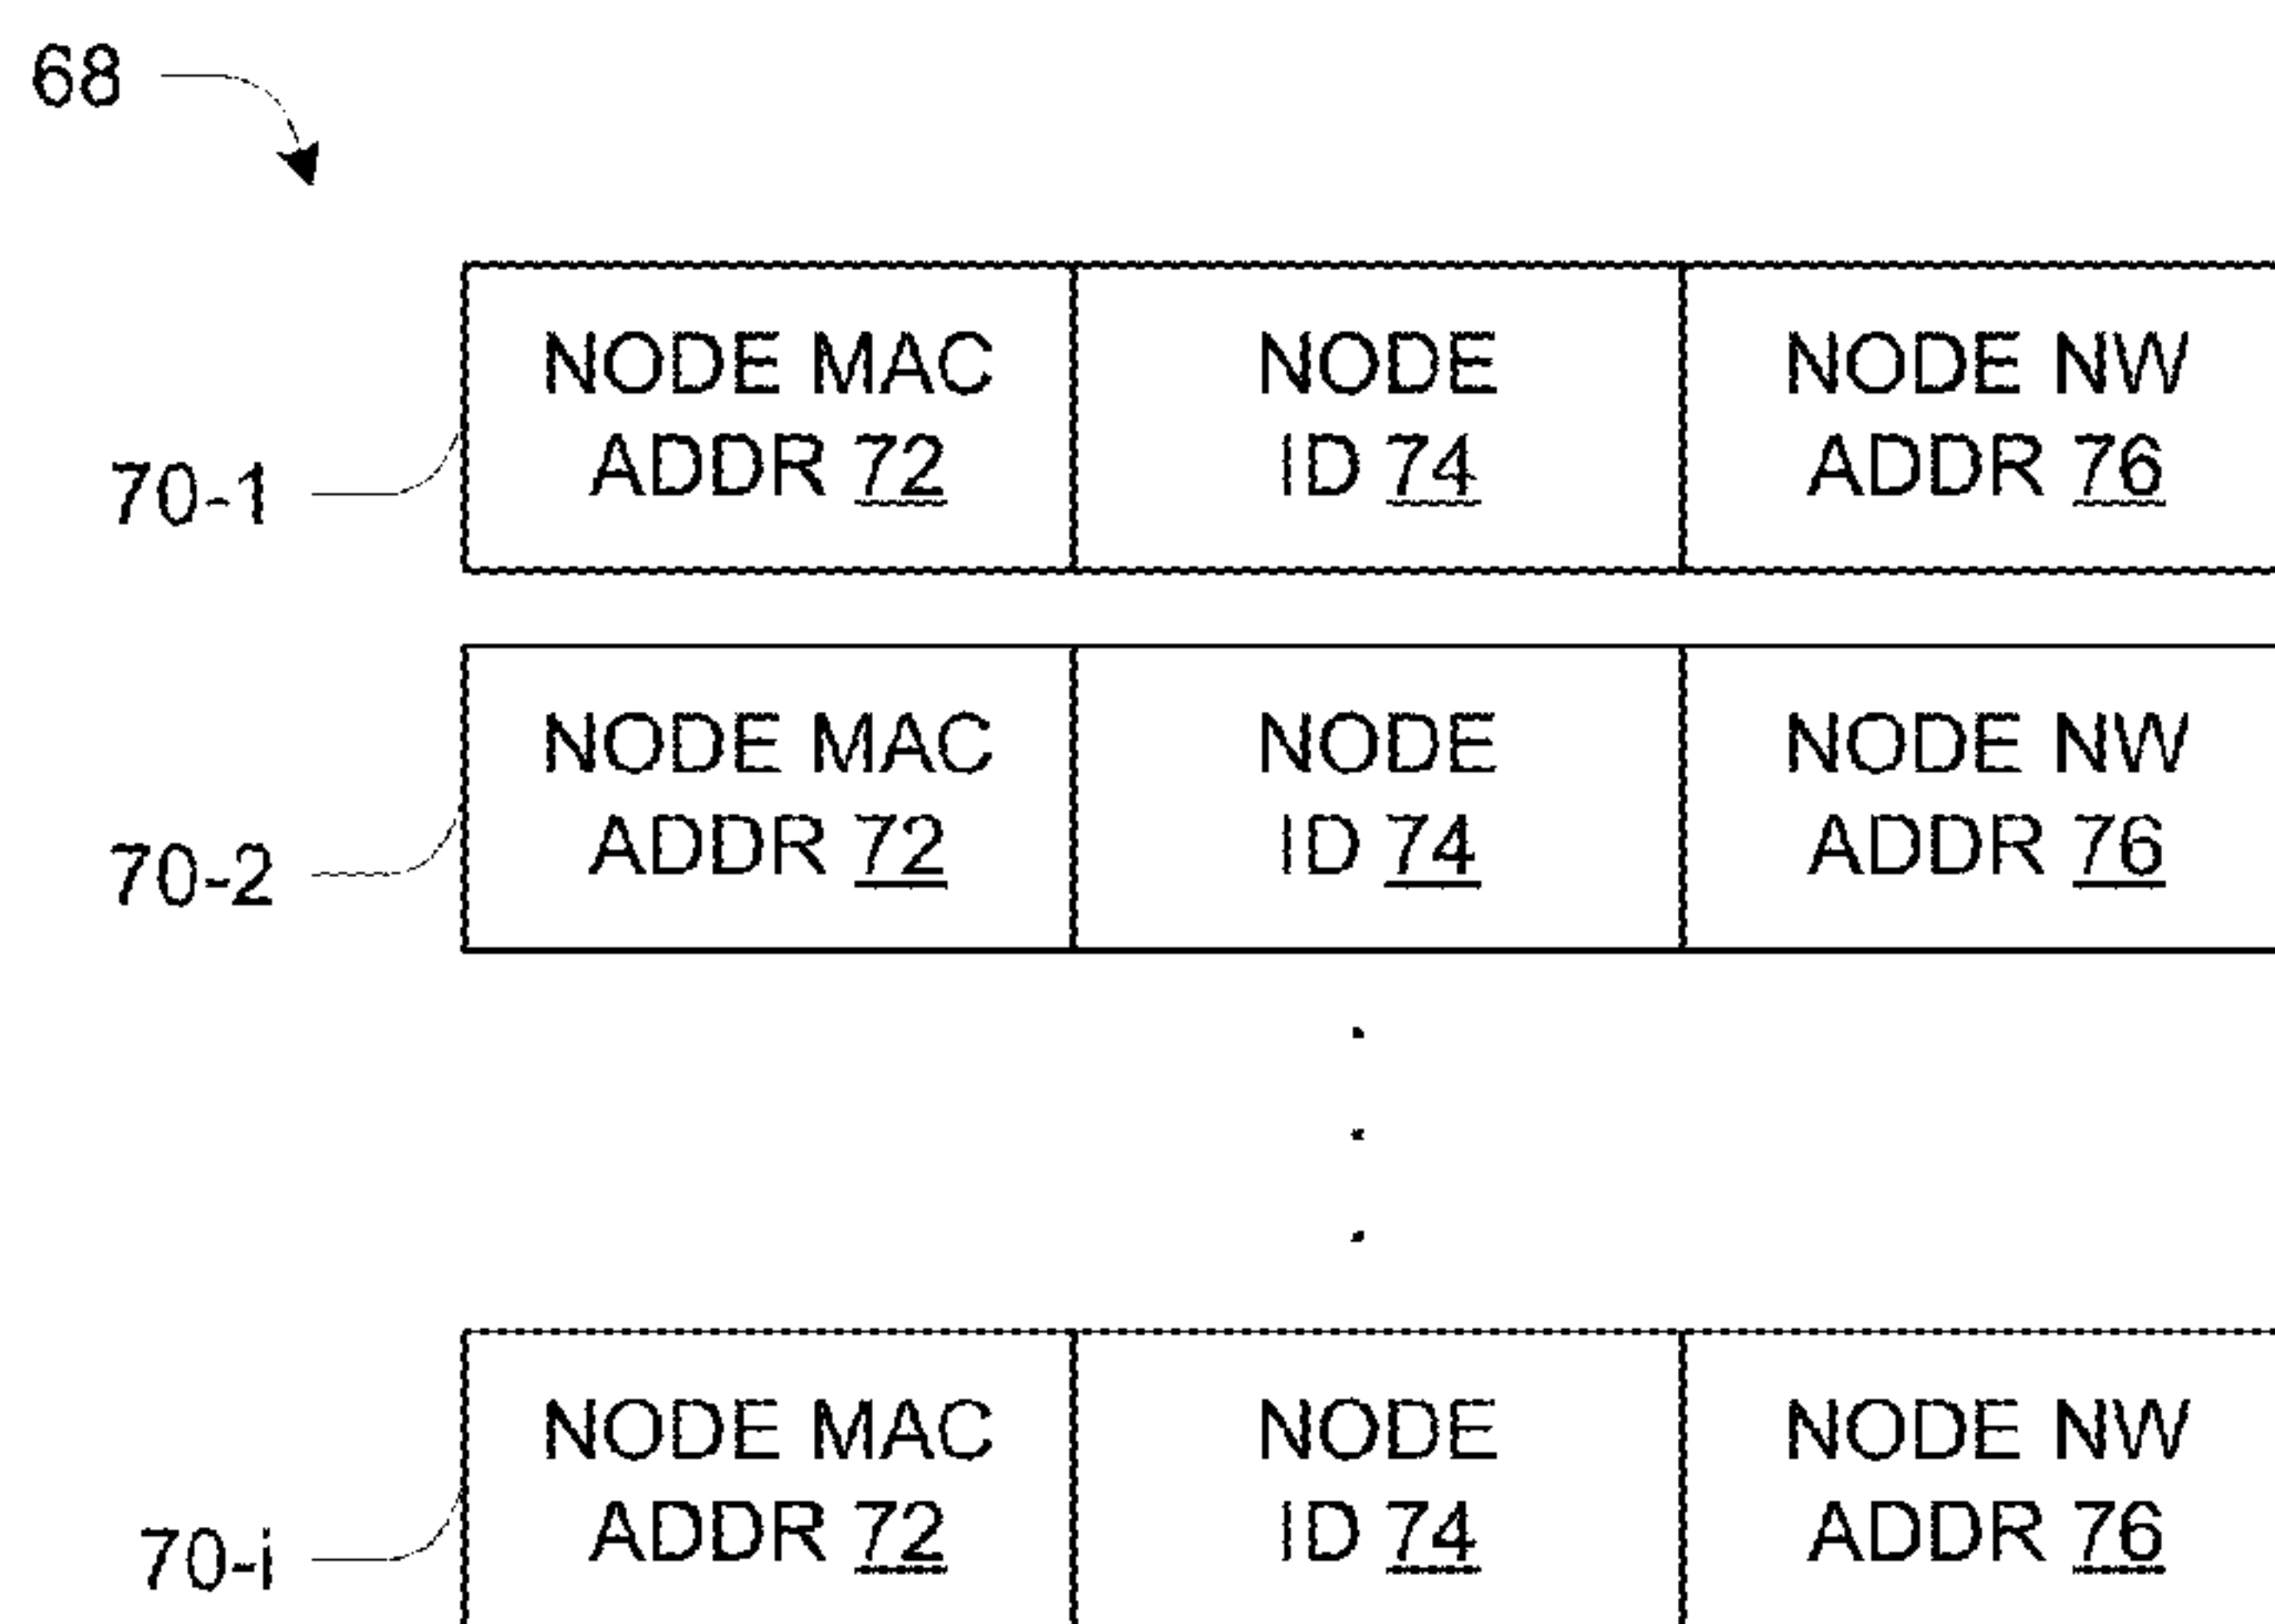 68
NODE MAC
ADDR 72
NODE
ID 74
NODE NW
ADDR 76
70-1
NODE MAC
ADDR 72
NODE
ID 74
NODE NW
ADDR 76
70-2
NODE MAC
ADDR 72
NODE
ID 74
NODE NW
ADDR 76
70-i